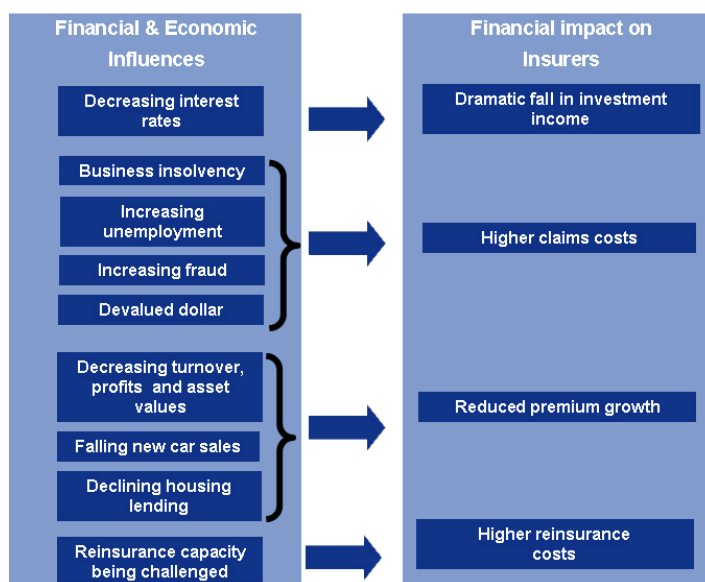 Financial & Economic
Influences
Decreasing interest
rates
Business insolvency
Increasing
unemployment
Increasing fraud
Devalued dollar
Decreasing turnover,
profits and asset
values
Falling new car sales
Declining housing
lending
Reinsurance capacity
being challenged
Financial impact on
Insurers
Dramatic fall in investment
income
Higher claims costs
Reduced premium growth
Higher reinsurance
costs